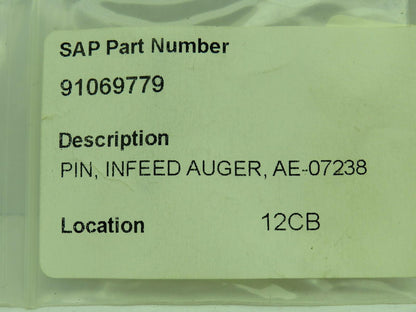 SAP Part Number
91069779
Description
PIN, INFEED AUGER, AE-07238
Location 12CB